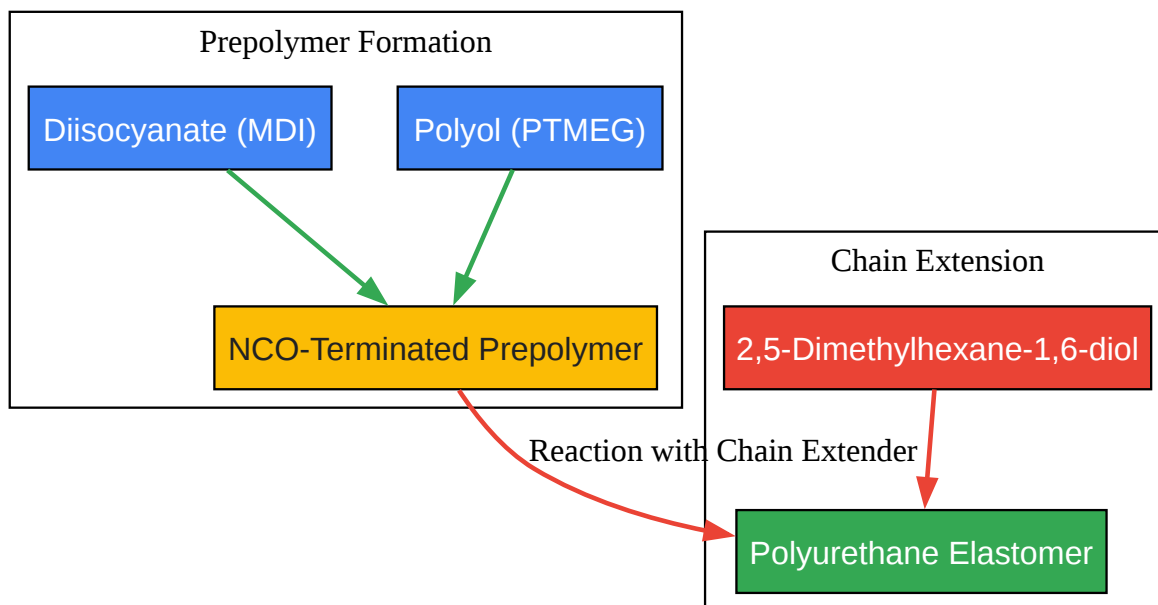 Prepolymer Formation
Diisocyanate (MDI)
Polyol (PTMEG)
NCO-Terminated Prepolymer
Chain Extension
2,5-Dimethylhexane-1,6-diol
Reaction with Chain Extender
Polyurethane Elastomer